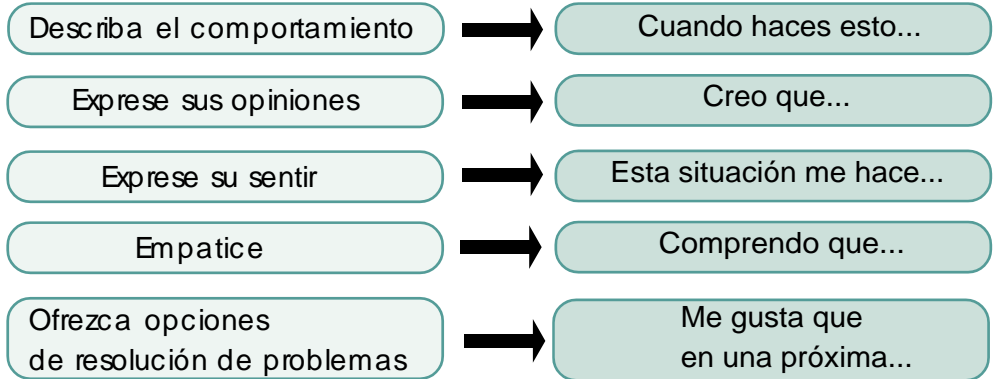 Describa el comportamiento
Cuando haces esto...
Exprese sus opiniones
Creo que...
Exprese su sentir
Esta situación me hace...
Empatice
Comprendo que...
Ofrezca opciones
de resolución de problemas
Me gusta que
en una próxima...